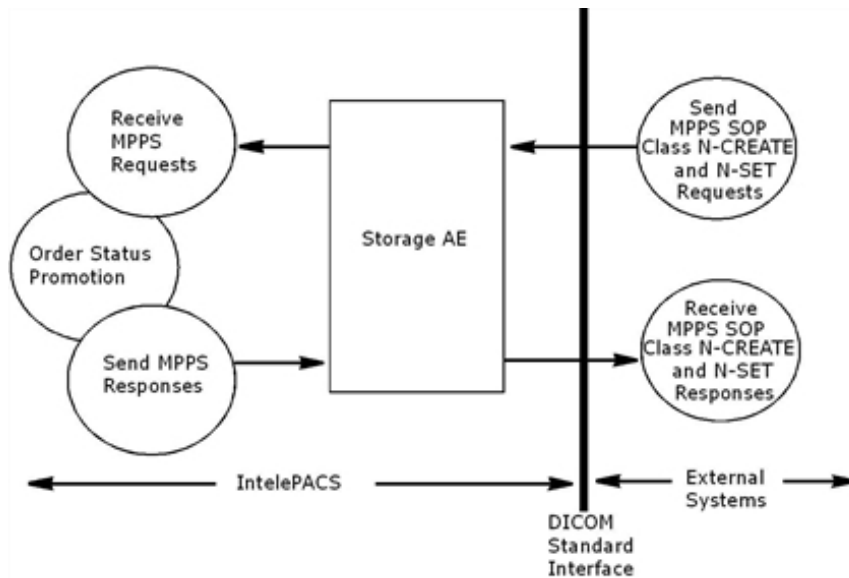 Receive
MPPS
Requests
Order Status
Promotion
Send MPPS
Responses
Storage AE
Send
MPPS SOP
Class N-CREATE
and N-SET
Requests
Receive
MPPS SOP
Class N-CREATE
and N-SET
Responses
IntelePACS
External
Systems
DICOM
Standard
Interface